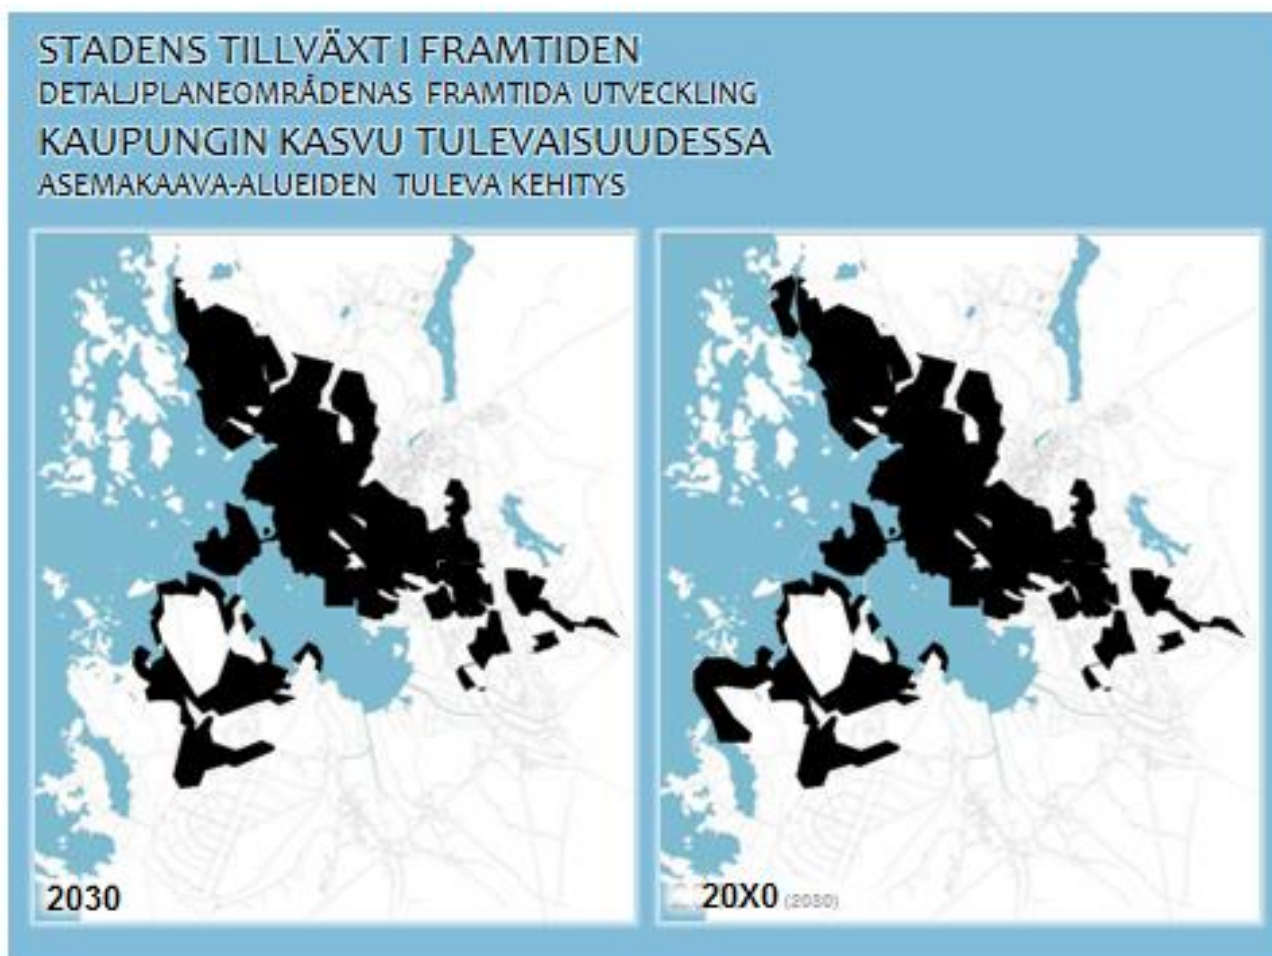 STADENS TILLVÄXT I FRAMTIDEN
DETALJPLANEOMRÅDENAS FRAMTIDA UTVECKLING
KAUPUNGIN KASVU TULEVAISUUDESSA
ASEMAKAAVA-ALUEIDEN TULEVA KEHITYS
2030
20X0 (2030)